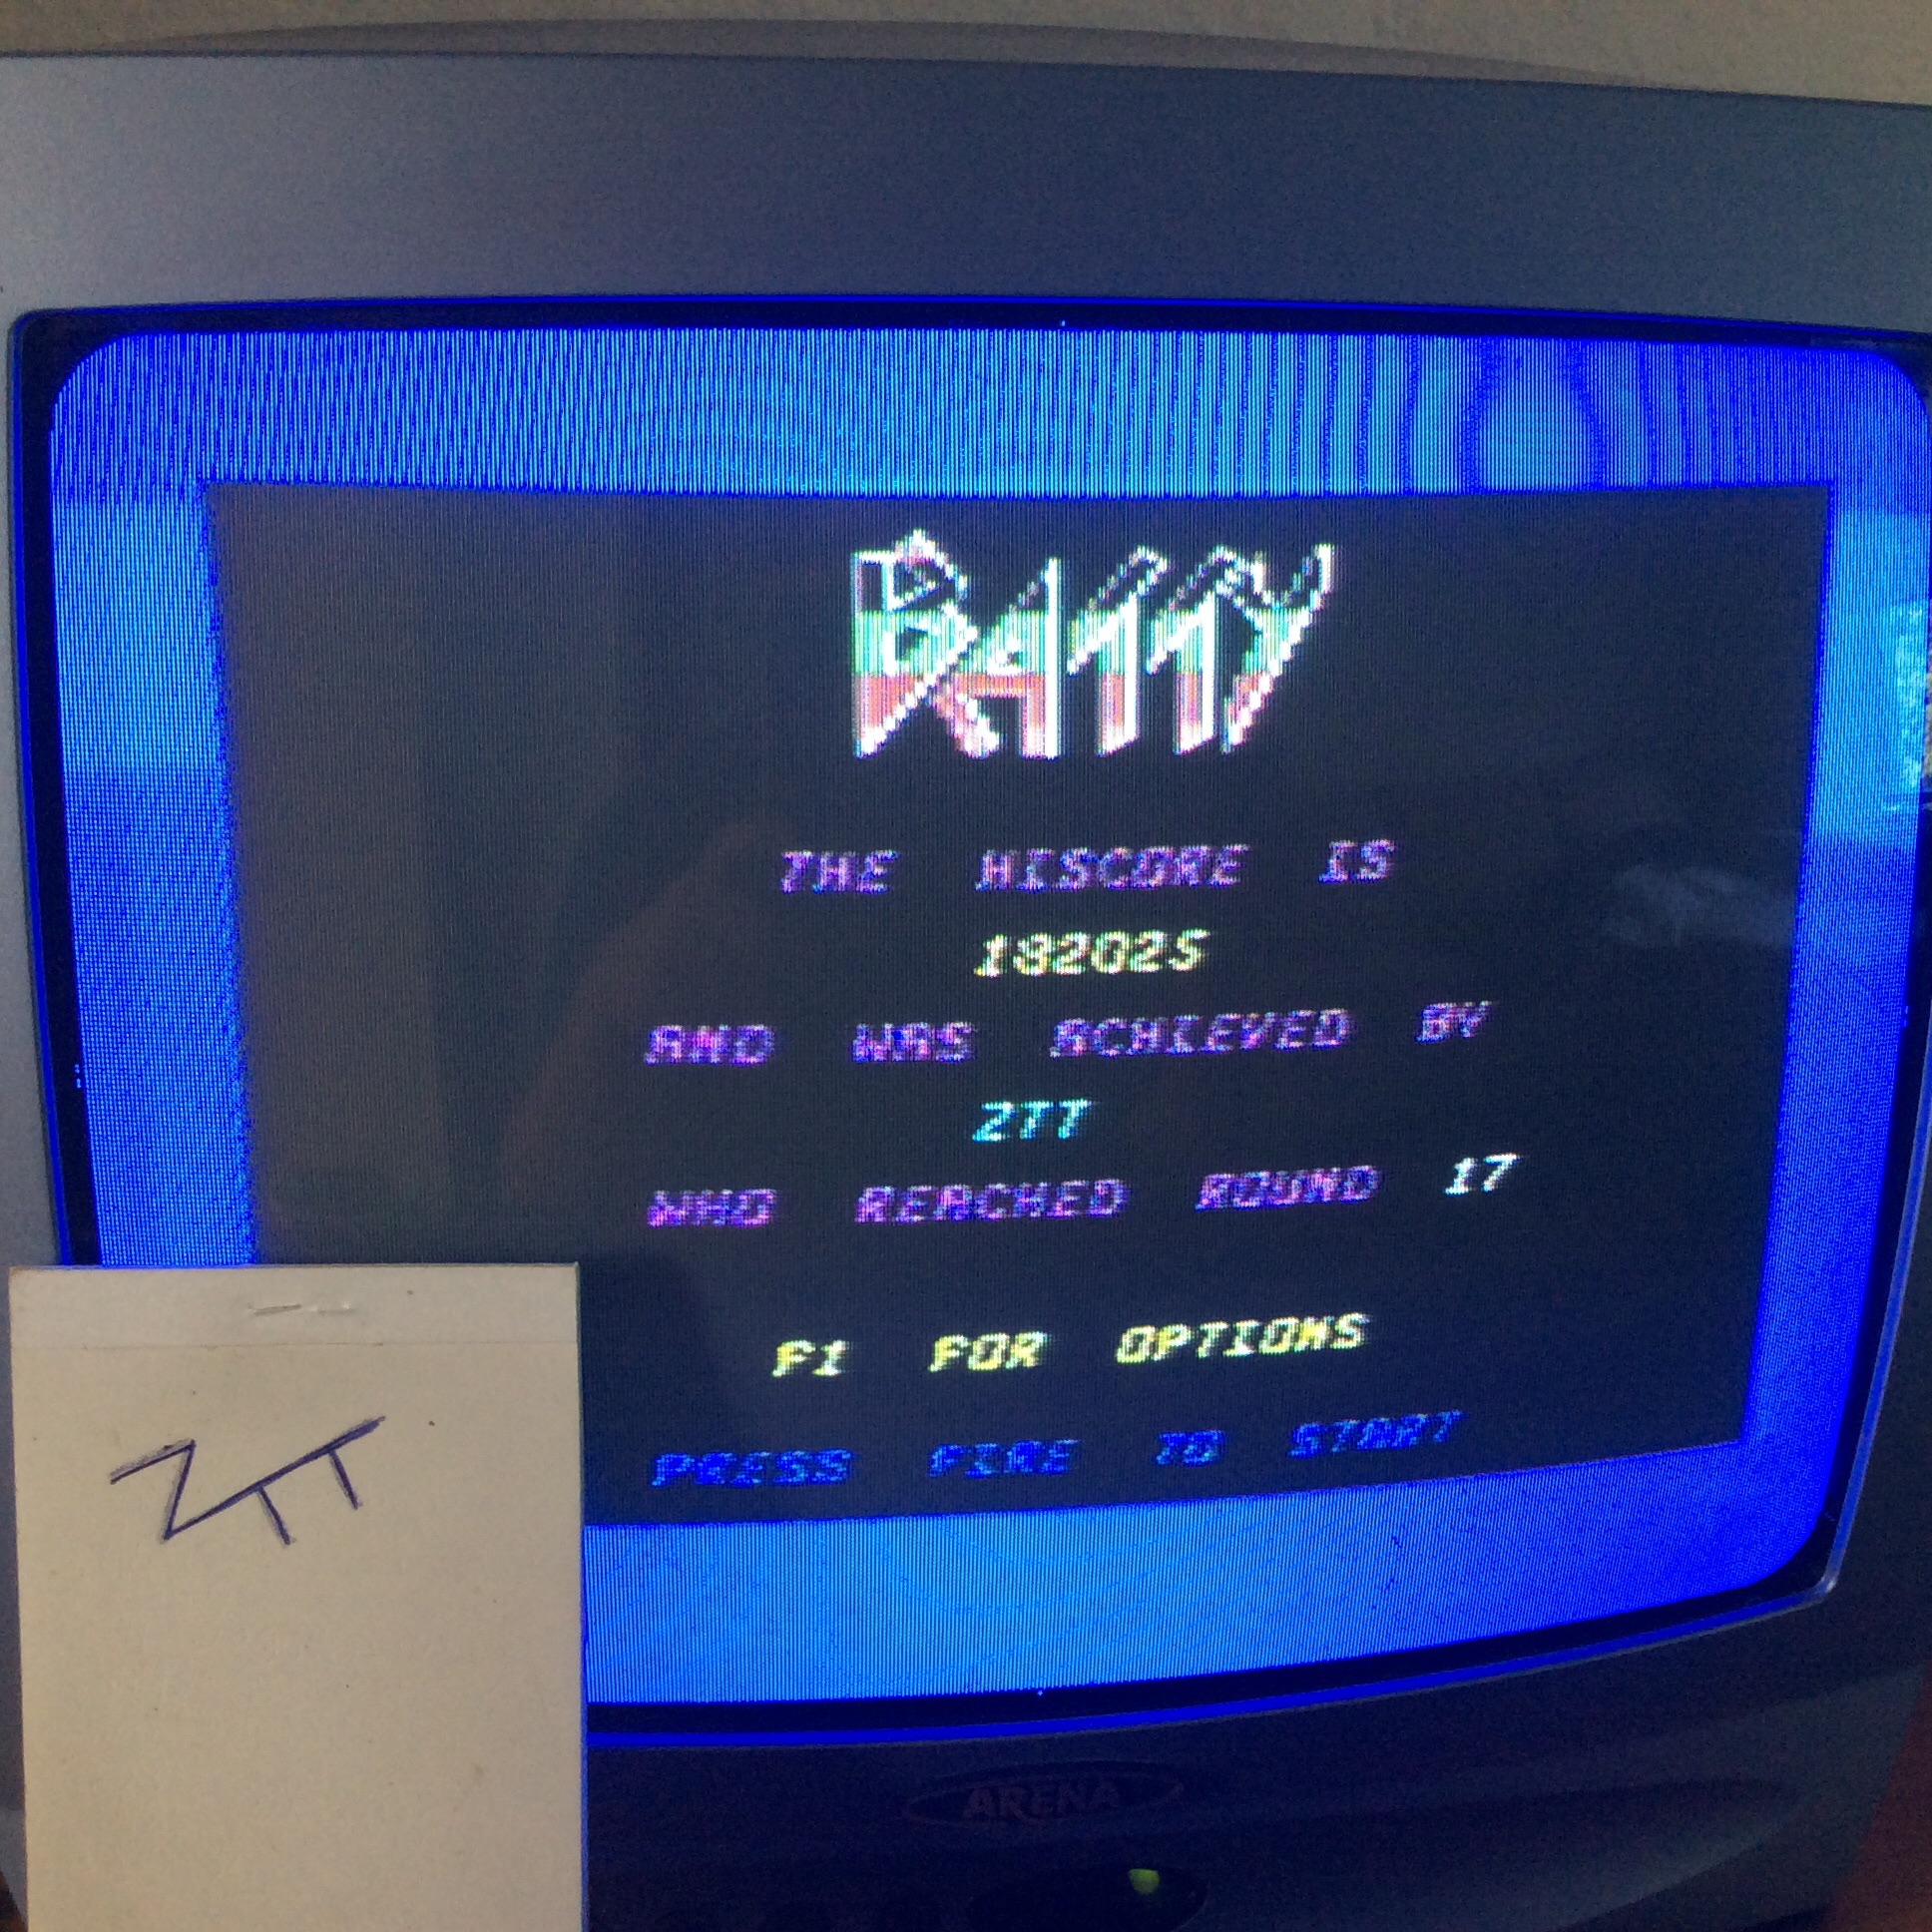 Batty
THE HISCORE IS
182025
AND WAS ACHIEVED BY
ZTT
WHO REACHED ROUND 17
F1 FOR OPTIONS
PRESS FIRE TO START
ZTT
ARENA